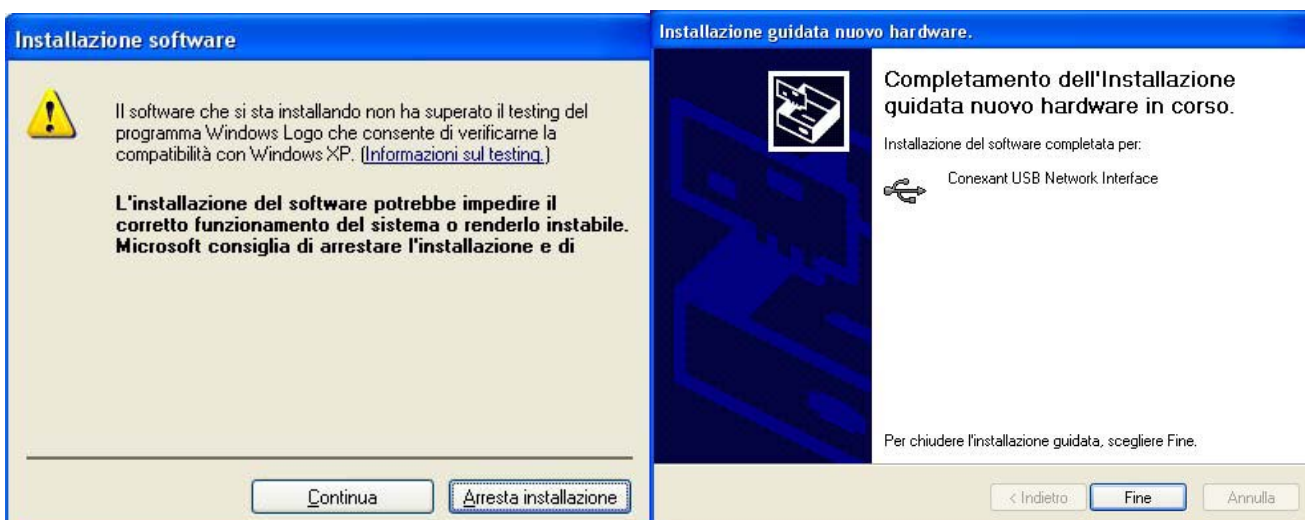 Installazione software
Il software che si sta installando non ha superato il testing del
programma Windows Logo che consente di verificarne la
compatibilità con Windows XP. (Informazioni sul testing.)
L'installazione del software potrebbe impedire il
corretto funzionamento del sistema o renderlo instabile.
Microsoft consiglia di arrestare l'installazione e di
Continua
Arresta installazione
Installazione guidata nuovo hardware.
Completamento dell'Installazione
guidata nuovo hardware in corso.
Installazione del software completata per:
Conexant USB Network Interface
Per chiudere l'installazione guidata, scegliere Fine.
< Indietro
Fine
Annulla